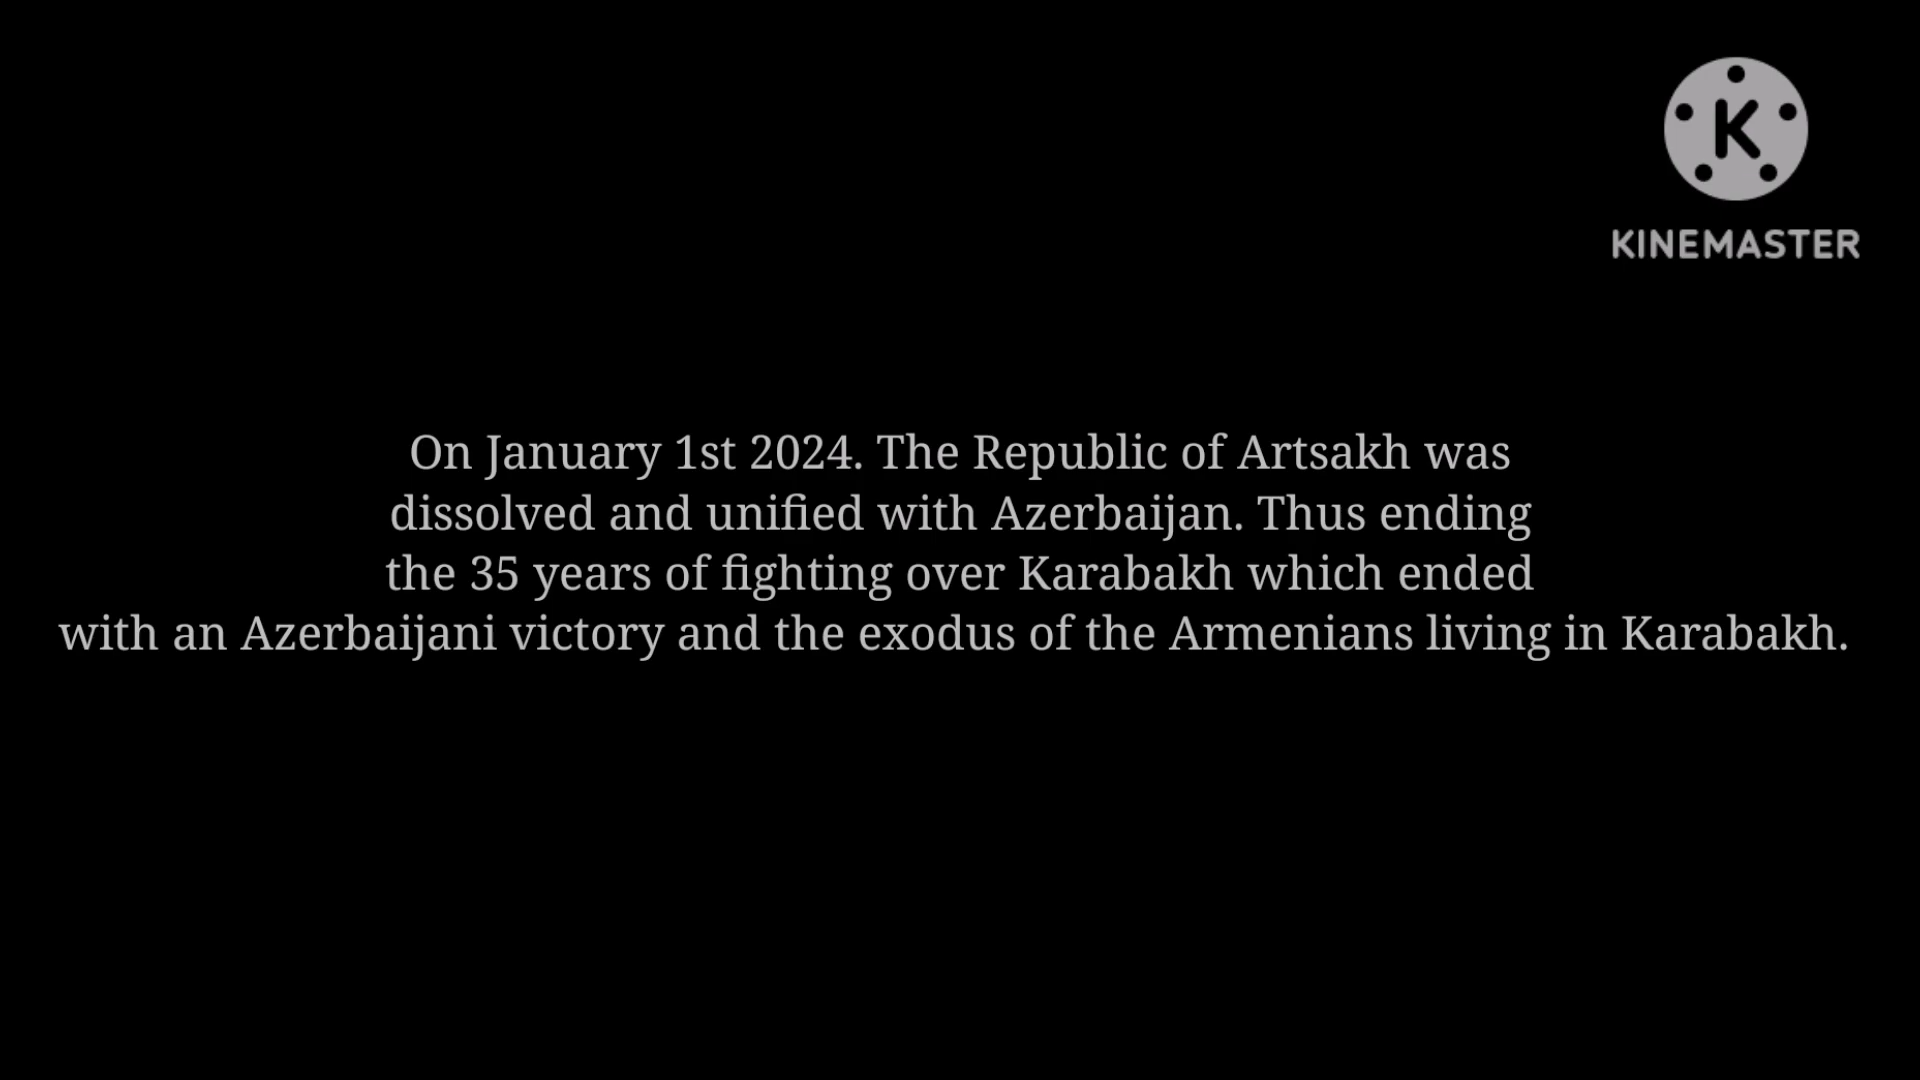 K
KINEMASTER
On January 1st 2024. The Republic of Artsakh was
dissolved and unified with Azerbaijan. Thus ending
the 35 years of fighting over Karabakh which ended
with an Azerbaijani victory and the exodus of the Armenians living in Karabakh.